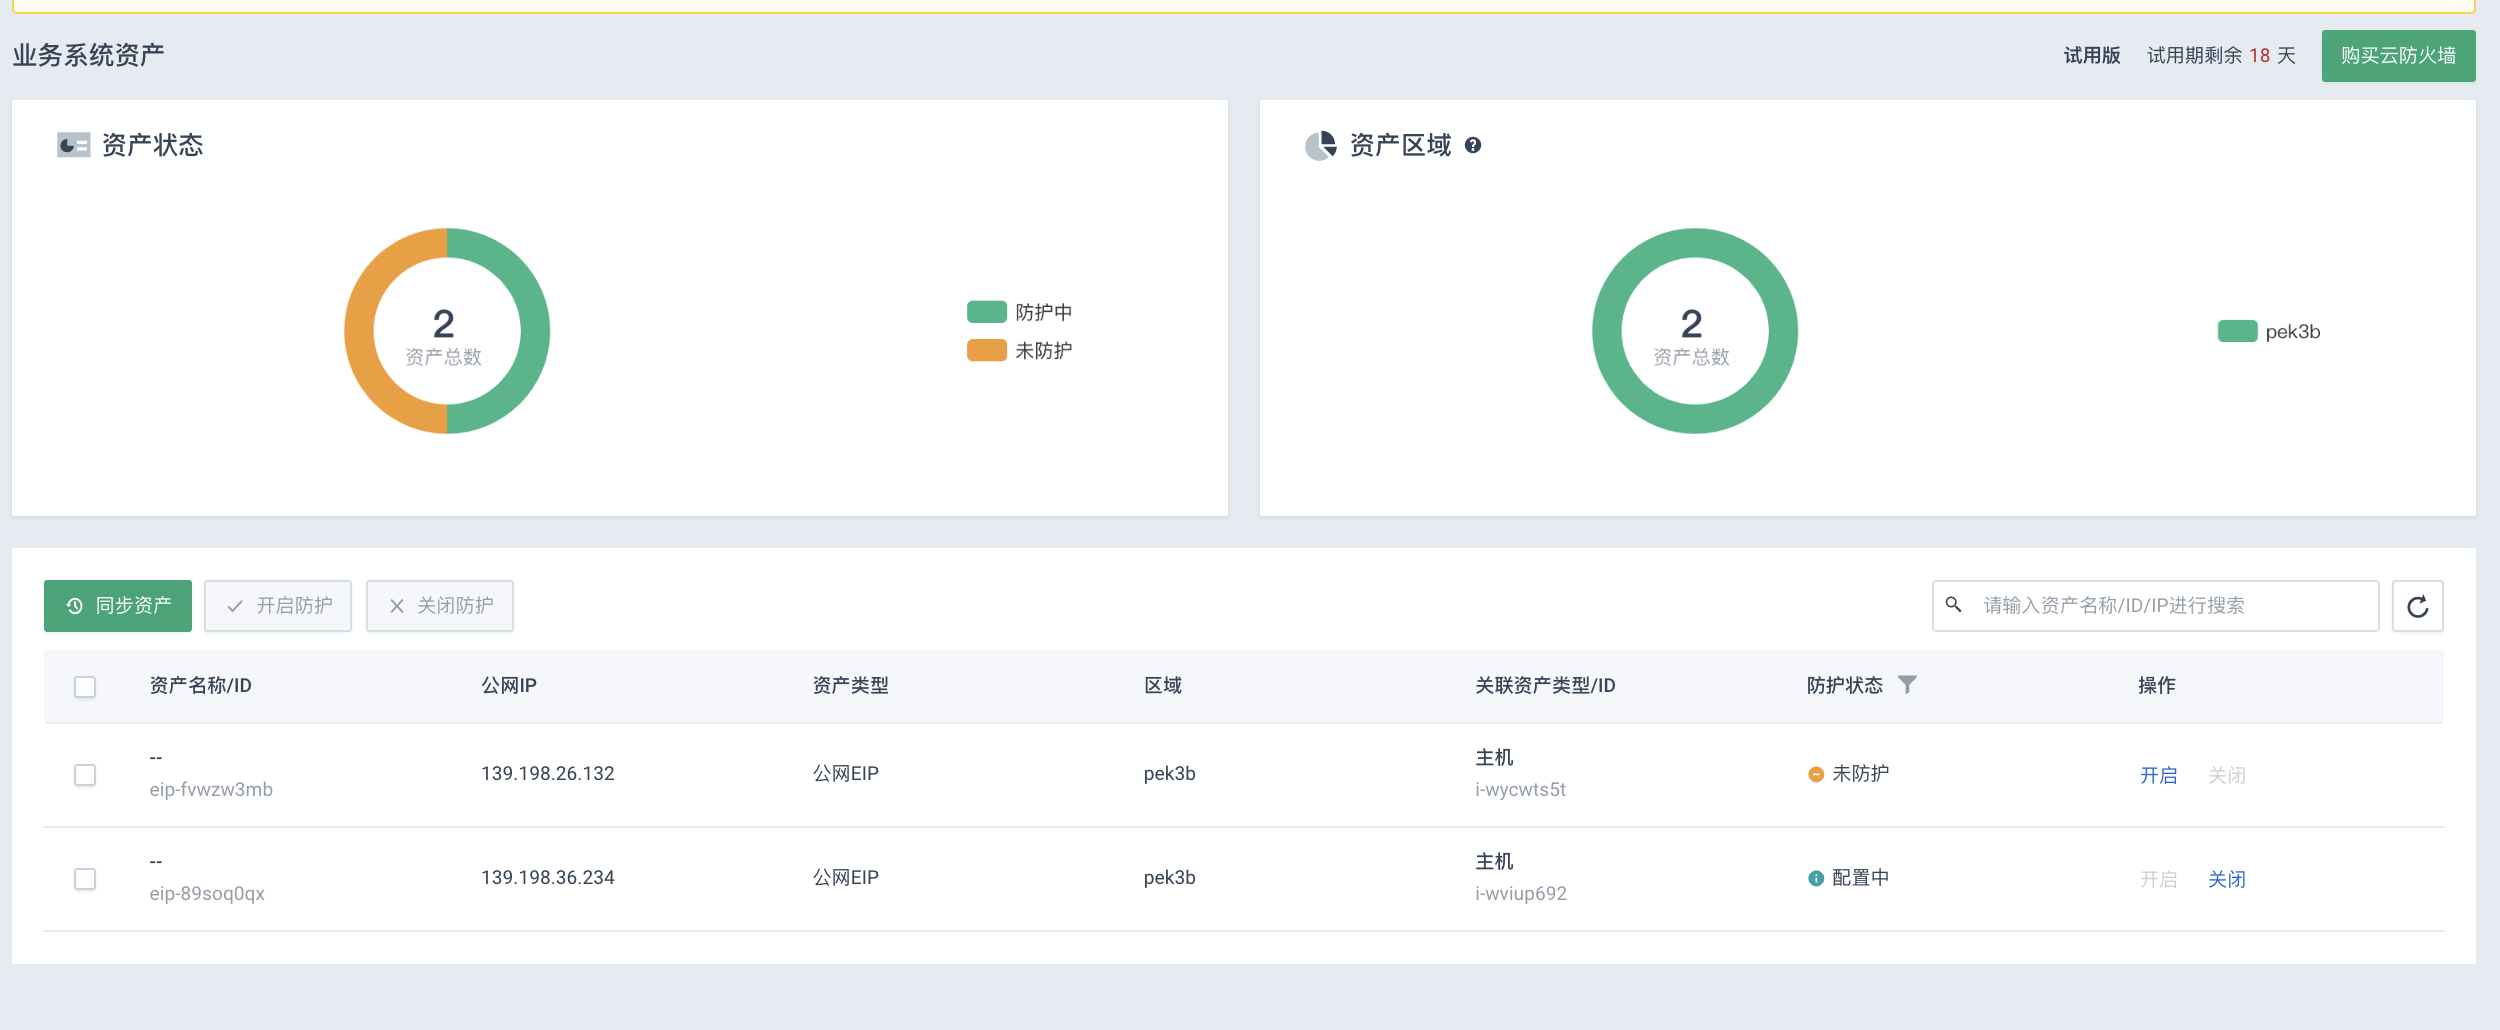 业务系统资产
试用版 试用期剩余 18 天 购买云防火墙
资产状态
2
资产总数
防护中
未防护
资产区域
2
资产总数
pek3b
同步资产 开启防护 关闭防护 请输入资产名称/ID/IP进行搜索
资产名称/ID 公网IP 资产类型 区域 关联资产类型/ID 防护状态 操作
-- 主机
139.198.26.132 公网EIP pek3b 未防护 开启 关闭
eip-fvwzw3mb i-wycwts5t
-- 主机
139.198.36.234 公网EIP pek3b 配置中 开启 关闭
eip-89soq0qx i-wviup692